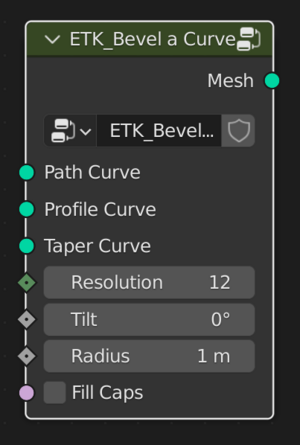 ETK_Bevel a Curve
Mesh
ETK_Bevel...
Path Curve
Profile Curve
Taper Curve
Resolution 12
Tilt 0°
Radius 1 m
Fill Caps